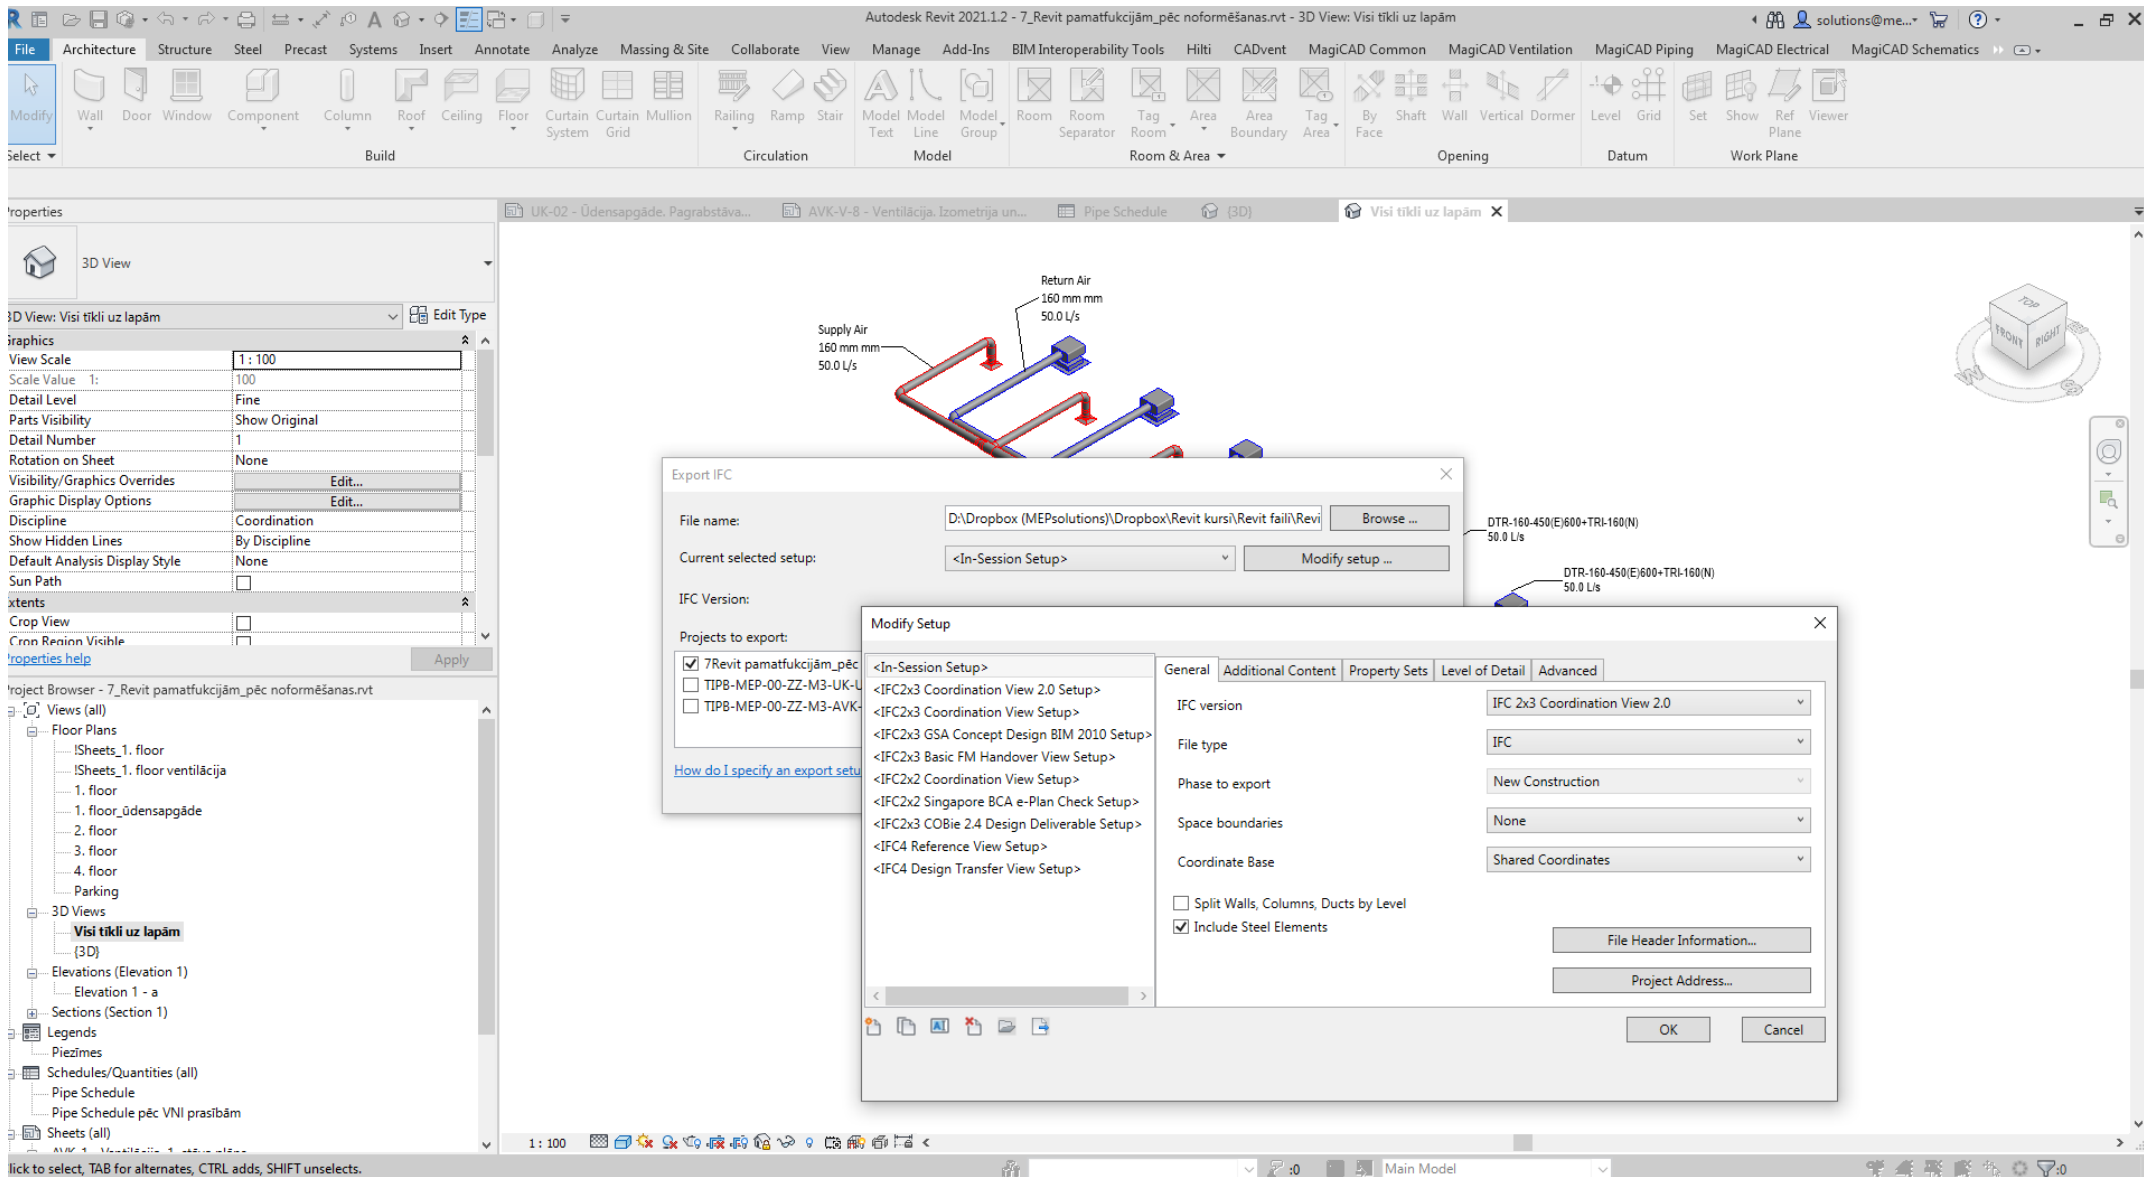 Autodesk Revit 2021.1.2 - 7_Revit pamatfukcijām_pēc noformēšanas.rvt - 3D View: Visi tīkli uz lapām
solutions@me...
File Architecture Structure Steel Precast Systems Insert Annotate Analyze Massing & Site Collaborate View Manage Add-Ins BIM Interoperability Tools Hilti CADvent MagiCAD Common MagiCAD Ventilation MagiCAD Piping MagiCAD Electrical MagiCAD Schematics
Modify Wall Door Window Component Column Roof Ceiling Floor Curtain System Curtain Grid Mullion Railing Ramp Stair Model Text Model Line Model Group Room Room Separator Tag Room Area Area Boundary Tag Area By Face Shaft Wall Vertical Dormer Level Grid Set Show Ref Plane Viewer
Select Build Circulation Model Room & Area Opening Datum Work Plane
Properties
UK-02 - Ūdensapgāde. Pagrabstāva... AVK-V-8 - Ventilācija. Izometrija un... Pipe Schedule {3D} Visi tīkli uz lapām
3D View
3D View: Visi tīkli uz lapām Edit Type
Graphics
View Scale 1 : 100
Scale Value 1: 100
Detail Level Fine
Parts Visibility Show Original
Detail Number 1
Rotation on Sheet None
Visibility/Graphics Overrides Edit...
Graphic Display Options Edit...
Discipline Coordination
Show Hidden Lines By Discipline
Default Analysis Display Style None
Sun Path
Extents
Crop View
Crop Region Visible
Properties help Apply
Project Browser - 7_Revit pamatfukcijām_pēc noformēšanas.rvt
Views (all)
Floor Plans
!Sheets_1. floor
!Sheets_1. floor ventilācija
1. floor
1. floor_ūdensapgāde
2. floor
3. floor
4. floor
Parking
3D Views
Visi tīkli uz lapām
{3D}
Elevations (Elevation 1)
Elevation 1 - a
Sections (Section 1)
Legends
Piezīmes
Schedules/Quantities (all)
Pipe Schedule
Pipe Schedule pēc VNI prasībām
Sheets (all)
Return Air
160 mm mm
50.0 L/s
Supply Air
160 mm mm
50.0 L/s
TOP
FRONT RIGHT
W S
DTR-160-450(E)600+TRI-160(N)
50.0 L/s
DTR-160-450(E)600+TRI-160(N)
50.0 L/s
Export IFC
File name: D:\Dropbox (MEPsolutions)\Dropbox\Revit kursi\Revit faili\Revi Browse ...
Current selected setup: <In-Session Setup> Modify setup ...
IFC Version:
Projects to export:
7Revit pamatfukcijām_pēc
TIPB-MEP-00-ZZ-M3-UK-U
TIPB-MEP-00-ZZ-M3-AVK-
How do I specify an export setu
Modify Setup
<In-Session Setup>
<IFC2x3 Coordination View 2.0 Setup>
<IFC2x3 Coordination View Setup>
<IFC2x3 GSA Concept Design BIM 2010 Setup>
<IFC2x3 Basic FM Handover View Setup>
<IFC2x2 Coordination View Setup>
<IFC2x2 Singapore BCA e-Plan Check Setup>
<IFC2x3 COBie 2.4 Design Deliverable Setup>
<IFC4 Reference View Setup>
<IFC4 Design Transfer View Setup>
General Additional Content Property Sets Level of Detail Advanced
IFC version IFC 2x3 Coordination View 2.0
File type IFC
Phase to export New Construction
Space boundaries None
Coordinate Base Shared Coordinates
Split Walls, Columns, Ducts by Level
Include Steel Elements
File Header Information...
Project Address...
OK Cancel
1 : 100
lick to select, TAB for alternates, CTRL adds, SHIFT unselects.
:0 Main Model :0